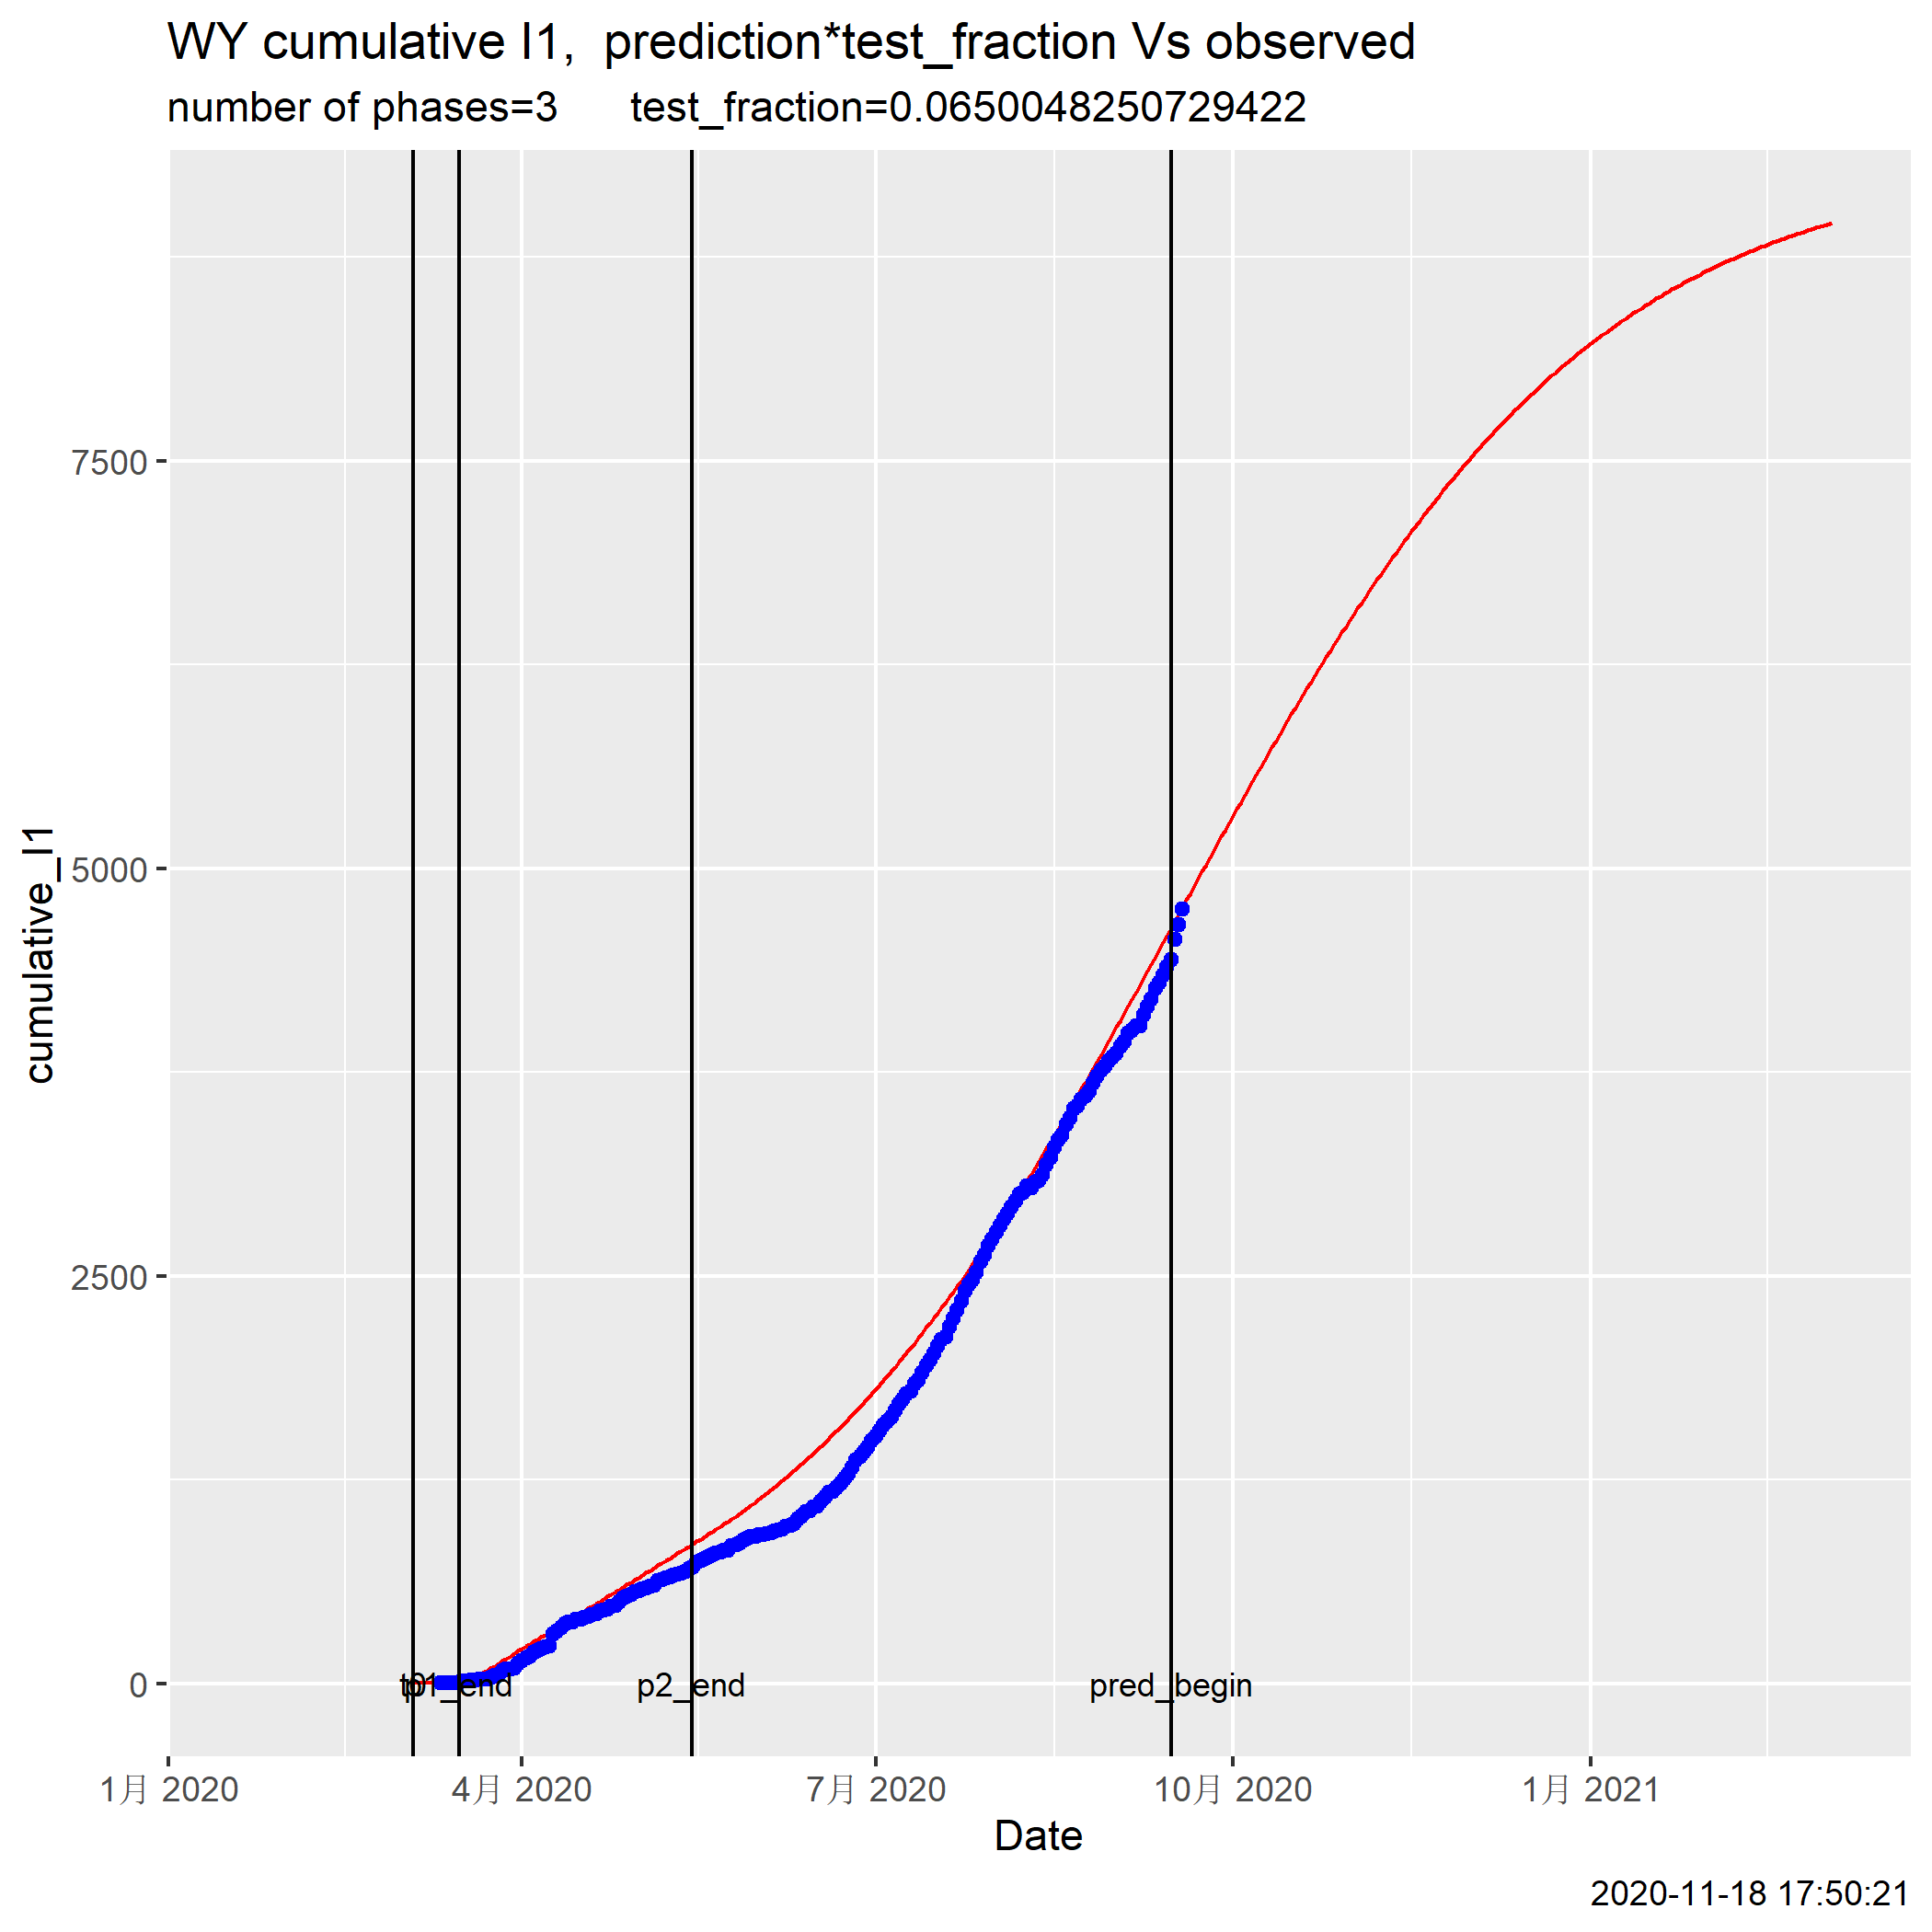 WY cumulative I1,  prediction*test_fraction Vs observed
number of phases=3      test_fraction=0.0650048250729422
cumulative_I1
7500
5000
2500
0
t0
p1_end
p2_end
pred_begin
1月 2020
4月 2020
7月 2020
10月 2020
1月 2021
Date
2020-11-18 17:50:21